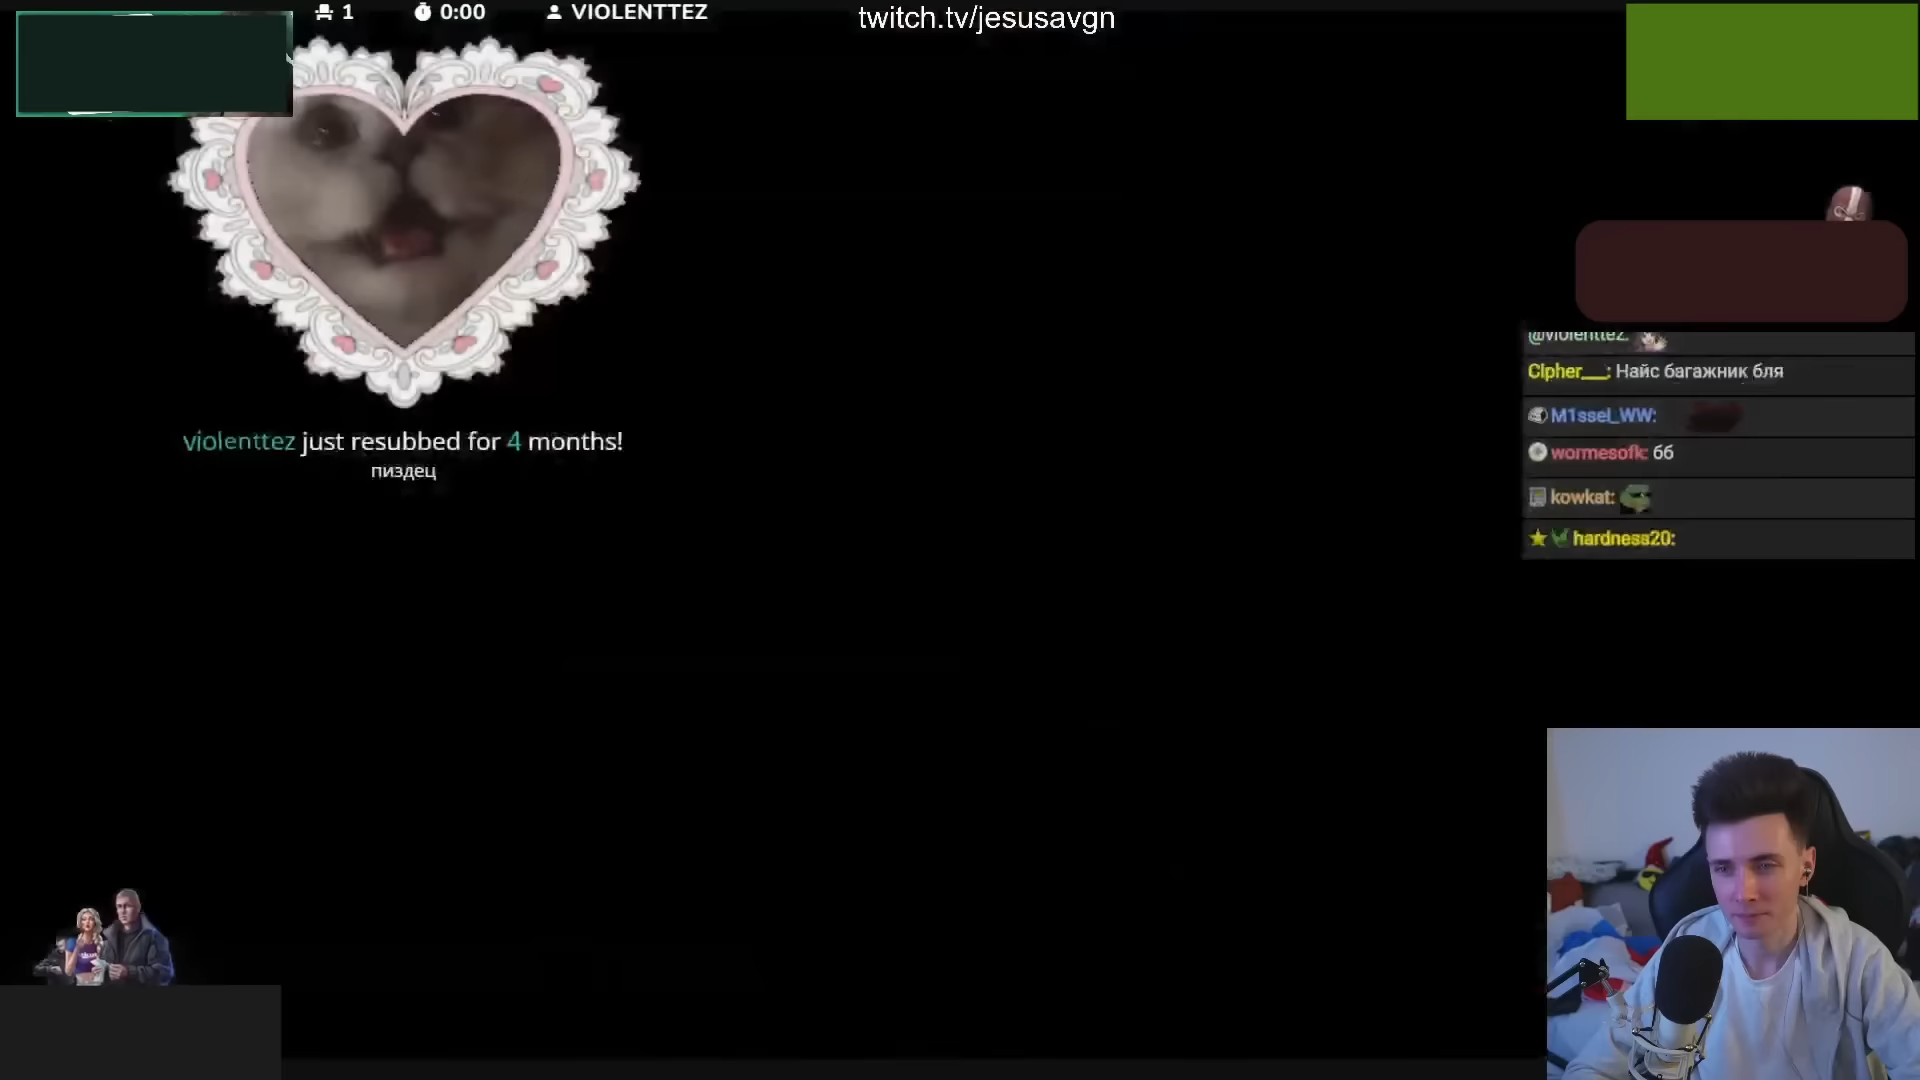 1 0:00 VIOLENTTEZ
twitch.tv/jesusavgn
violenttez just resubbed for 4 months!
пиздец
@violenttez:
Clpher___: Найс багажник бля
M1ssel_WW:
wormesofk: 66
kowkat:
hardness20: